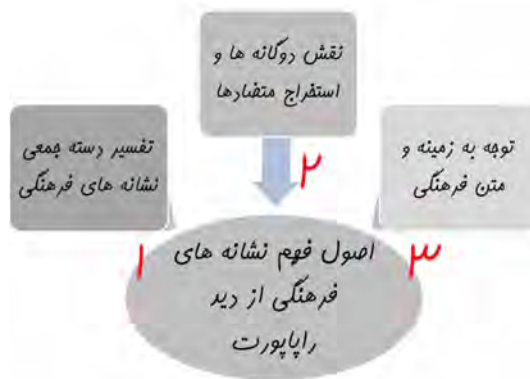 نقش دوگانه ها و
استفراج متضادها
تفسیر دسته جمعی
نشانه های فرهنگی
۱
۲
توجه به زمینه و
متن فرهنگی
۳
اصول فهم نشانه های
فرهنگی از دید
راپاپورت